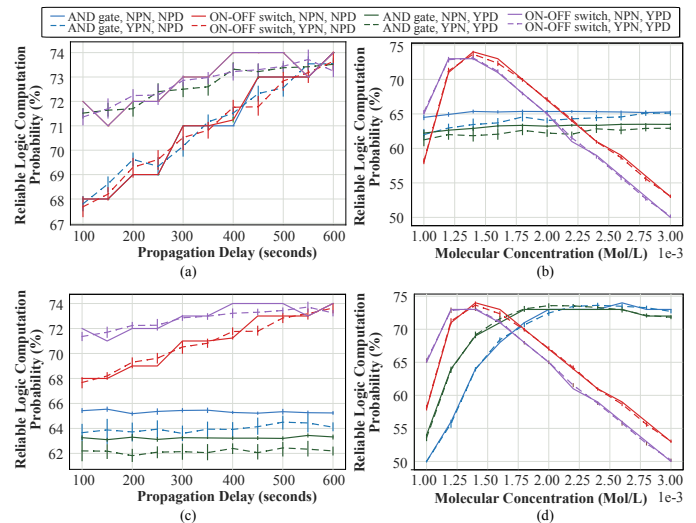 AND gate, NPN, NPD ON-OFF switch, NPN, NPD AND gate, NPN, YPD ON-OFF switch, NPN, YPD
AND gate, YPN, NPD ON-OFF switch, YPN, NPD AND gate, YPN, YPD ON-OFF switch, YPN, YPD
Reliable Logic Computation
Probability (%)
74
73
72
71
70
69
68
67
100 200 300 400 500 600
Propagation Delay (seconds)
(a)
Reliable Logic Computation
Probability (%)
75
70
65
60
55
50
1.00 1.25 1.50 1.75 2.00 2.25 2.50 2.75 3.00
Molecular Concentration (Mol/L) 1e-3
(b)
Reliable Logic Computation
Probability (%)
74
72
70
68
66
64
62
100 200 300 400 500 600
Propagation Delay (seconds)
(c)
Reliable Logic Computation
Probability (%)
75
70
65
60
55
50
1.00 1.25 1.50 1.75 2.00 2.25 2.50 2.75 3.00
Molecular Concentration (Mol/L) 1e-3
(d)